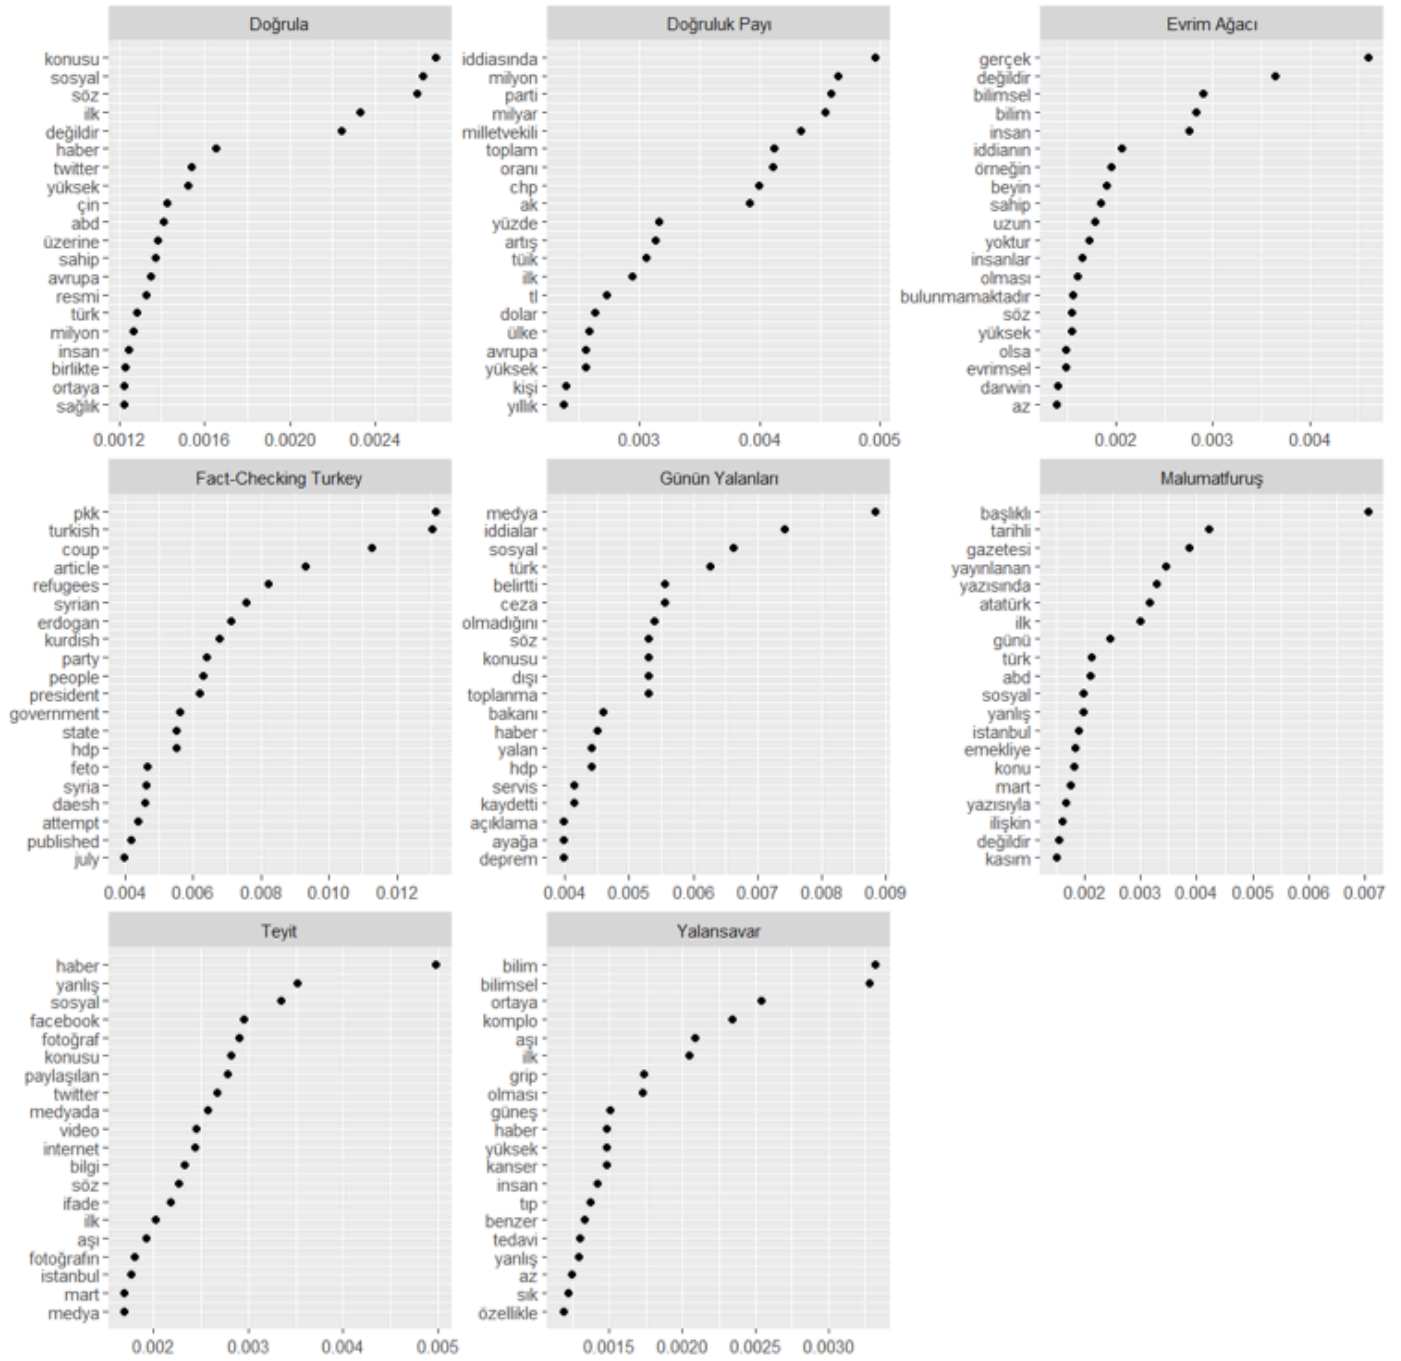 Doğrula
konusu
sosyal
söz
ilk
değildir
haber
twitter
yüksek
çin
abd
üzerine
sahip
avrupa
resmi
türk
milyon
insan
birlikte
ortaya
sağlık
0.0012 0.0016 0.0020 0.0024
Doğruluk Payı
iddiasında
milyon
parti
milyar
milletvekili
toplam
oranı
chp
ak
yüzde
artış
tüik
ilk
tl
dolar
ülke
avrupa
yüksek
kişi
yıllık
0.003 0.004 0.005
Evrim Ağacı
gerçek
değildir
bilimsel
bilim
insan
iddianın
örneğin
beyin
sahip
uzun
yoktur
insanlar
olması
bulunmamaktadır
söz
yüksek
olsa
evrimsel
darwin
az
0.002 0.003 0.004
Fact-Checking Turkey
pkk
turkish
coup
article
refugees
syrian
erdogan
kurdish
party
people
president
government
state
hdp
feto
syria
daesh
attempt
published
july
0.004 0.006 0.008 0.010 0.012
Günün Yalanları
medya
iddialar
sosyal
türk
belirtti
ceza
olmadığını
söz
konusu
dışı
toplanma
bakanı
haber
yalan
hdp
servis
kaydetti
açıklama
ayağa
deprem
0.004 0.005 0.006 0.007 0.008 0.009
Malumatfuruş
başlıklı
tarihli
gazetesi
yayınlanan
yazısında
atatürk
ilk
günü
türk
abd
sosyal
yanlış
istanbul
emekliye
konu
mart
yazısıyla
ilişkin
değildir
kasım
0.002 0.003 0.004 0.005 0.006 0.007
Teyit
haber
yanlış
sosyal
facebook
fotoğraf
konusu
paylaşılan
twitter
medyada
video
internet
bilgi
söz
ifade
ilk
aşı
fotoğrafın
istanbul
mart
medya
0.002 0.003 0.004 0.005
Yalansavar
bilim
bilimsel
ortaya
komplo
aşı
ilk
grip
olması
güneş
haber
yüksek
kanser
insan
tıp
benzer
tedavi
yanlış
az
sık
özellikle
0.0015 0.0020 0.0025 0.0030